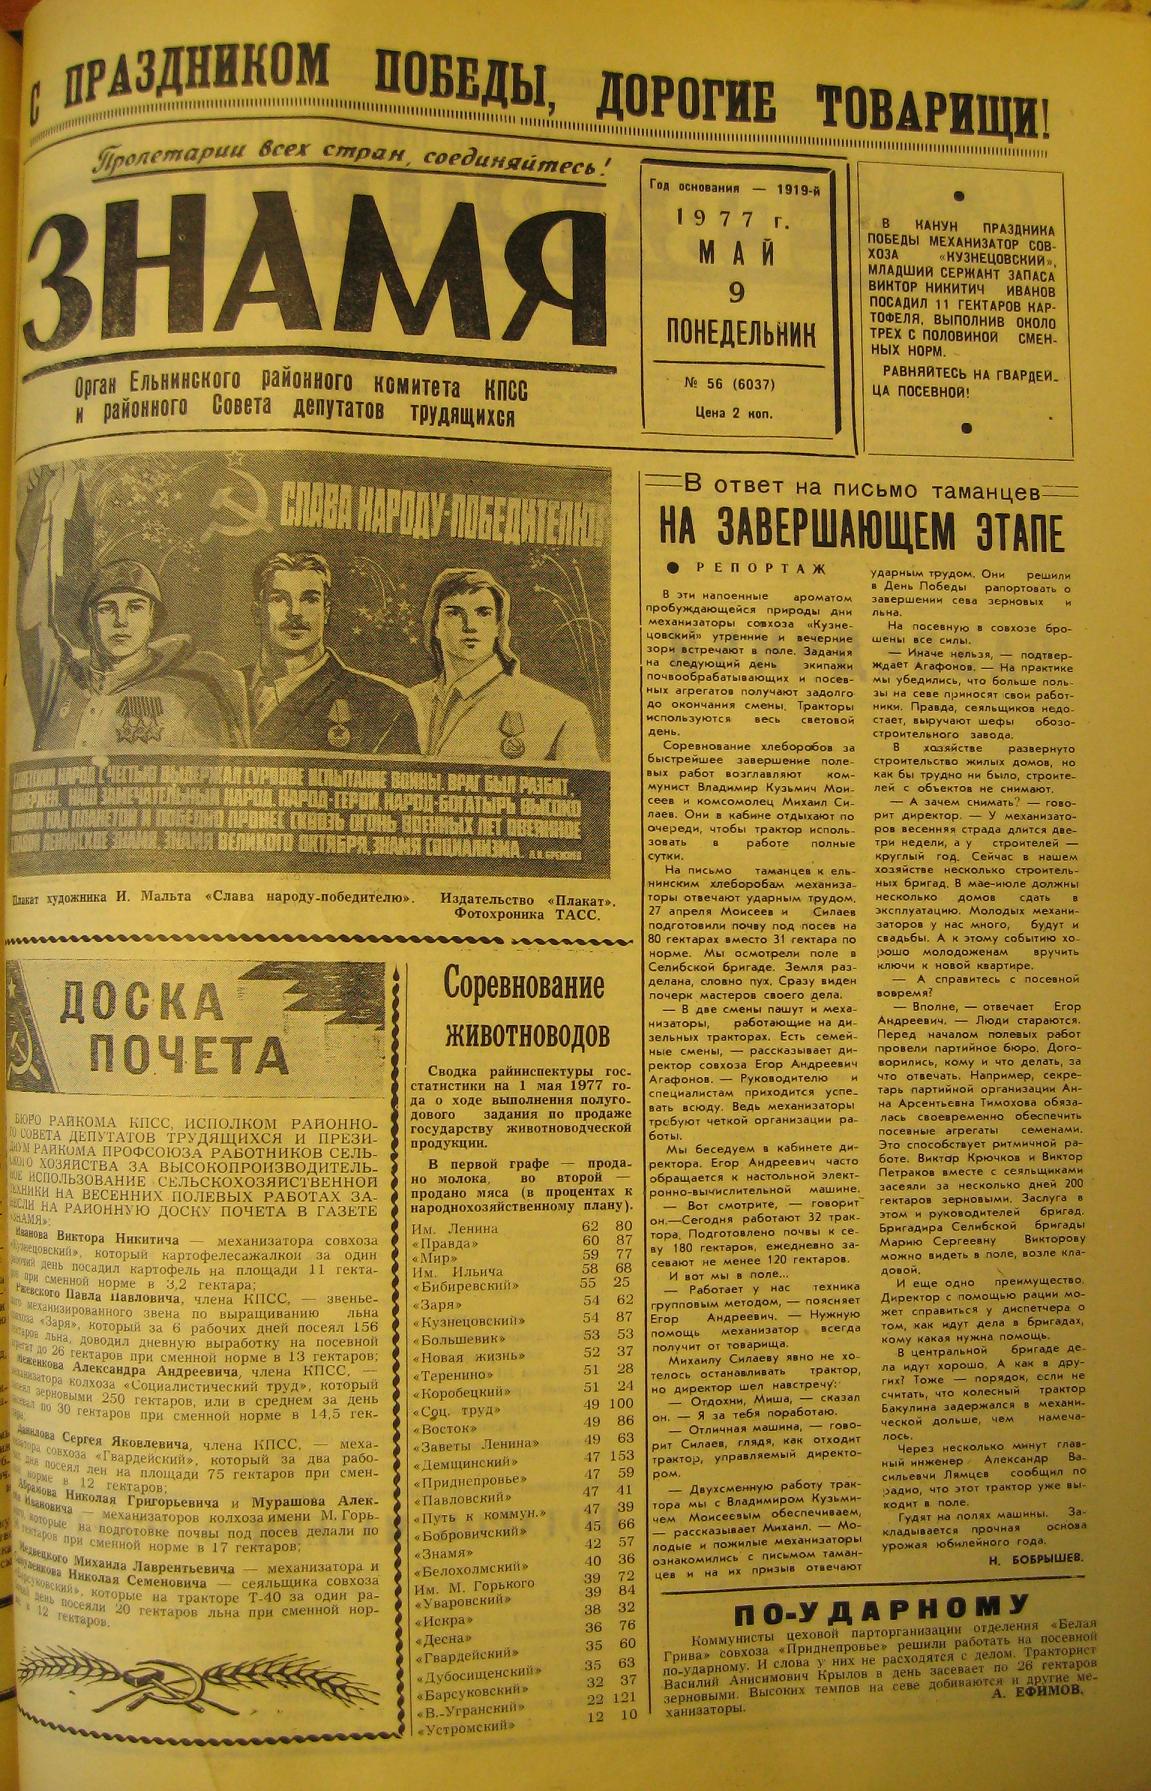 С ПРАЗДНИКОМ ПОБЕДЫ, ДОРОГИЕ ТОВАРИЩИ!
Пролетарии всех стран, соединяйтесь!
ЗНАМЯ
Орган Ельнинского районного комитета КПСС
и районного Совета депутатов трудящихся
Год основания — 1919-й
1977 г.
МАЙ
9
ПОНЕДЕЛЬНИК
№ 56 (6037)
Цена 2 коп.
В КАНУН ПРАЗДНИКА
ПОБЕДЫ МЕХАНИЗАТОР СОВ-
ХОЗА «КУЗНЕЦОВСКИЙ»,
МЛАДШИЙ СЕРЖАНТ ЗАПАСА
ВИКТОР НИКИТИЧ ИВАНОВ
ПОСАДИЛ 11 ГЕКТАРОВ КАР-
ТОФЕЛЯ, ВЫПОЛНИВ ОКОЛО
ТРЕХ С ПОЛОВИНОЙ СМЕН-
НЫХ НОРМ.
РАВНЯЙТЕСЬ НА ГВАРДЕЙ-
ЦА ПОСЕВНОЙ!
СЛАВА НАРОДУ-ПОБЕДИТЕЛЮ!
СОВЕТСКИЙ НАРОД С ЧЕСТЬЮ ВЫДЕРЖАЛ СУРОВОЕ ИСПЫТАНИЕ ВОЙНЫ. ВРАГ БЫЛ РАЗБИТ,
ПОВЕРЖЕН. НАШ ЗАМЕЧАТЕЛЬНЫЙ НАРОД, НАРОД-ГЕРОЙ, НАРОД-БОГАТЫРЬ ВЫСОКО
ПОДНЯЛ НАД ПЛАНЕТОЙ И ПОБЕДНО ПРОНЕС СКВОЗЬ ОГОНЬ ВОЕННЫХ ЛЕТ ОВЕЯННОЕ
СЛАВОЙ ЛЕНИНСКОЕ ЗНАМЯ, ЗНАМЯ ВЕЛИКОГО ОКТЯБРЯ, ЗНАМЯ СОЦИАЛИЗМА. Л. И. БРЕЖНЕВ
Плакат художника И. Мальта «Слава народу-победителю». Издательство «Плакат».
Фотохроника ТАСС.
ДОСКА
ПОЧЕТА
БЮРО РАЙКОМА КПСС, ИСПОЛКОМ РАЙОННО-
ГО СОВЕТА ДЕПУТАТОВ ТРУДЯЩИХСЯ И ПРЕЗИ-
ДИУМ РАЙКОМА ПРОФСОЮЗА РАБОТНИКОВ СЕЛЬ-
СКОГО ХОЗЯЙСТВА ЗА ВЫСОКОПРОИЗВОДИТЕЛЬ-
НОЕ ИСПОЛЬЗОВАНИЕ СЕЛЬСКОХОЗЯЙСТВЕННОЙ
ТЕХНИКИ НА ВЕСЕННИХ ПОЛЕВЫХ РАБОТАХ ЗА-
НЕСЛИ НА РАЙОННУЮ ДОСКУ ПОЧЕТА В ГАЗЕТЕ
«ЗНАМЯ»:
Иванова Виктора Никитича — механизатора совхоза
«Кузнецовский», который картофелесажалкой за один
рабочий день посадил картофель на площади 11 гекта-
ров при сменной норме в 3,2 гектара;
Ржевского Павла Павловича, члена КПСС, — звенье-
вого механизированного звена по выращиванию льна
совхоза «Заря», который за 6 рабочих дней посеял 156
гектаров льна, доводил дневную выработку на посевной
агрегат до 26 гектаров при сменной норме в 13 гектаров;
Александра Андреевича, члена КПСС, —
механизатора колхоза «Социалистический труд», который
посеял зерновыми 250 гектаров, или в среднем за день
засевал по 30 гектаров при сменной норме в 14,5 гек-
тара;
Данилова Сергея Яковлевича, члена КПСС, — меха-
низатора совхоза «Гвардейский», который за два рабо-
чих дня посеял лен на площади 75 гектаров при смен-
ной норме в 12 гектаров;
Абрамова Николая Григорьевича и Мурашова Алек-
Ивановича — механизаторов колхоза имени М. Горь-
кого, которые на подготовке почвы под посев делали по
гектаров при сменной норме в 17 гектаров;
Медвецкого Михаила Лаврентьевича — механизатора и
Николая Семеновича — сеяльщика совхоза
«Барсуковский», которые на тракторе Т-40 за один ра-
бочий день посеяли 20 гектаров льна при сменной нор-
ме в 12 гектаров.
Соревнование
животноводов
Сводка райинспектуры гос-
статистики на 1 мая 1977 го-
да о ходе выполнения полуго-
дового задания по продаже
государству животноводческой
продукции.
В первой графе — прода-
но молока, во второй —
продано мяса (в процентах к
народнохозяйственному плану).
Им. Ленина 62 80
«Правда» 60 87
«Мир» 59 77
Им. Ильича 58 68
«Бибиревский» 55 25
«Заря» 54 62
«Кузнецовский» 54 87
«Большевик» 53 53
«Новая жизнь» 52 37
«Теренино» 51 28
«Коробецкий» 51 24
«Соц. труд» 49 100
«Восток» 49 86
«Заветы Ленина» 49 63
«Демщинский» 47 153
«Приднепровье» 47 59
«Павловский» 47 41
«Путь к коммун.» 47 39
«Бобровичский» 45 66
«Знамя» 42 57
«Белохолмский» 40 36
Им. М. Горького 39 72
«Уваровский» 39 84
«Искра» 38 32
«Десна» 36 76
«Гвардейский» 35 60
«Дубосищенский» 35 63
«Барсуковский» 32 37
«В.-Угранский» 22 121
«Устромский» 12 10
В ответ на письмо таманцев
НА ЗАВЕРШАЮЩЕМ ЭТАПЕ
● РЕПОРТАЖ
В эти напоенные ароматом
пробуждающейся природы дни
механизаторы совхоза «Кузне-
цовский» утренние и вечерние
зори встречают в поле. Задания
на следующий день экипажи
почвообрабатывающих и посев-
ных агрегатов получают задолго
до окончания смены. Тракторы
используются весь световой
день.
Соревнование хлеборобов за
быстрейшее завершение поле-
вых работ возглавляют ком-
мунист Владимир Кузьмич Мои-
сеев и комсомолец Михаил Си-
лаев. Они в кабине отдыхают по
очереди, чтобы трактор исполь-
зовать в работе полные
сутки.
На письмо таманцев к ель-
нинским хлеборобам механиза-
торы отвечают ударным трудом.
27 апреля Моисеев и Силаев
подготовили почву под посев на
80 гектарах вместо 31 гектара по
норме. Мы осмотрели поле в
Селибской бригаде. Земля раз-
делана, словно пух. Сразу виден
почерк мастеров своего дела.
— В две смены пашут и меха-
низаторы, работающие на ди-
зельных тракторах. Есть семей-
ные смены, — рассказывает ди-
ректор совхоза Егор Андреевич
Агафонов. — Руководителю и
специалистам приходится успе-
вать всюду. Ведь механизаторы
требуют четкой организации ра-
боты.
Мы беседуем в кабинете ди-
ректора. Егор Андреевич часто
обращается к настольной элект-
ронно-вычислительной машине.
— Вот смотрите, — говорит
он.—Сегодня работают 32 трак-
тора. Подготовлено почвы к се-
ву 180 гектаров, ежедневно за-
севают не менее 120 гектаров.
И вот мы в поле...
— Работает у нас техника
групповым методом, — поясняет
Егор Андреевич. — Нужную
помощь механизатор всегда
получит от товарища.
Михаилу Силаеву явно не хо-
телось останавливать трактор,
но директор шел навстречу:
— Отдохни, Миша, — сказал
он. — Я за тебя поработаю.
— Отличная машина, — гово-
рит Силаев, глядя, как отходит
трактор, управляемый директо-
ром.
— Двухсменную работу трак-
тора мы с Владимиром Кузьми-
чем Моисеевым обеспечиваем,
— рассказывает Михаил. — Мо-
лодые и пожилые механизаторы
ознакомились с письмом таман-
цев и на их призыв отвечают
ударным трудом. Они решили
в День Победы рапортовать о
завершении сева зерновых и
льна.
На посевную в совхозе бро-
шены все силы.
— Иначе нельзя, — подтвер-
ждает Агафонов. — На практике
мы убедились, что больше поль-
зы на севе приносят свои работ-
ники. Правда, сеяльщиков недо-
стает, выручают шефы обозо-
строительного завода.
В хозяйстве развернуто
строительство жилых домов, но
как бы трудно ни было, строите-
лей с объектов не снимают.
— А зачем снимать? — гово-
рит директор. — У механизато-
ров весенняя страда длится две-
три недели, а у строителей —
круглый год. Сейчас в нашем
хозяйстве несколько строитель-
ных бригад. В мае-июле должны
несколько домов сдать в
эксплуатацию. Молодых механи-
заторов у нас много, будут и
свадьбы. А к этому событию хо-
рошо молодоженам вручить
ключи к новой квартире.
— А справитесь с посевной
вовремя?
— Вполне, — отвечает Егор
Андреевич. — Люди стараются.
Перед началом полевых работ
провели партийное бюро. Дого-
ворились, кому и что делать, за
что отвечать. Например, секре-
тарь партийной организации Ан-
на Арсентьевна Тимохова обяза-
лась своевременно обеспечить
посевные агрегаты семенами.
Это способствует ритмичной ра-
боте. Виктор Крючков и Виктор
Петраков вместе с сеяльщиками
засеяли за несколько дней 200
гектаров зерновыми. Заслуга в
этом и руководителей бригад.
Бригадира Селибской бригады
Марию Сергеевну Викторову
можно видеть в поле, возле кла-
довой.
И еще одно преимущество.
Директор с помощью рации мо-
жет справиться у диспетчера о
том, как идут дела в бригадах,
кому какая нужна помощь.
В центральной бригаде де-
ла идут хорошо. А как в дру-
гих? Тоже — порядок, если не
считать, что колесный трактор
Бакулина задержался в механи-
ческой дольше, чем намеча-
лось.
Через несколько минут глав-
ный инженер Александр Ва-
сильевич Лямцев сообщил по
радио, что этот трактор уже вы-
ходит в поле.
Гудят на полях машины. За-
кладывается прочная основа
урожая юбилейного года.
Н. БОБРЫШЕВ.
ПО-УДАРНОМУ
Коммунисты цеховой парторганизации отделения «Белая
Грива» совхоза «Приднепровье» решили работать на посевной
по-ударному. И слова у них не расходятся с делом. Тракторист
Василий Анисимович Крылов в день засевает по 26 гектаров
зерновыми. Высоких темпов на севе добиваются и другие ме-
ханизаторы.
А. ЕФИМОВ.